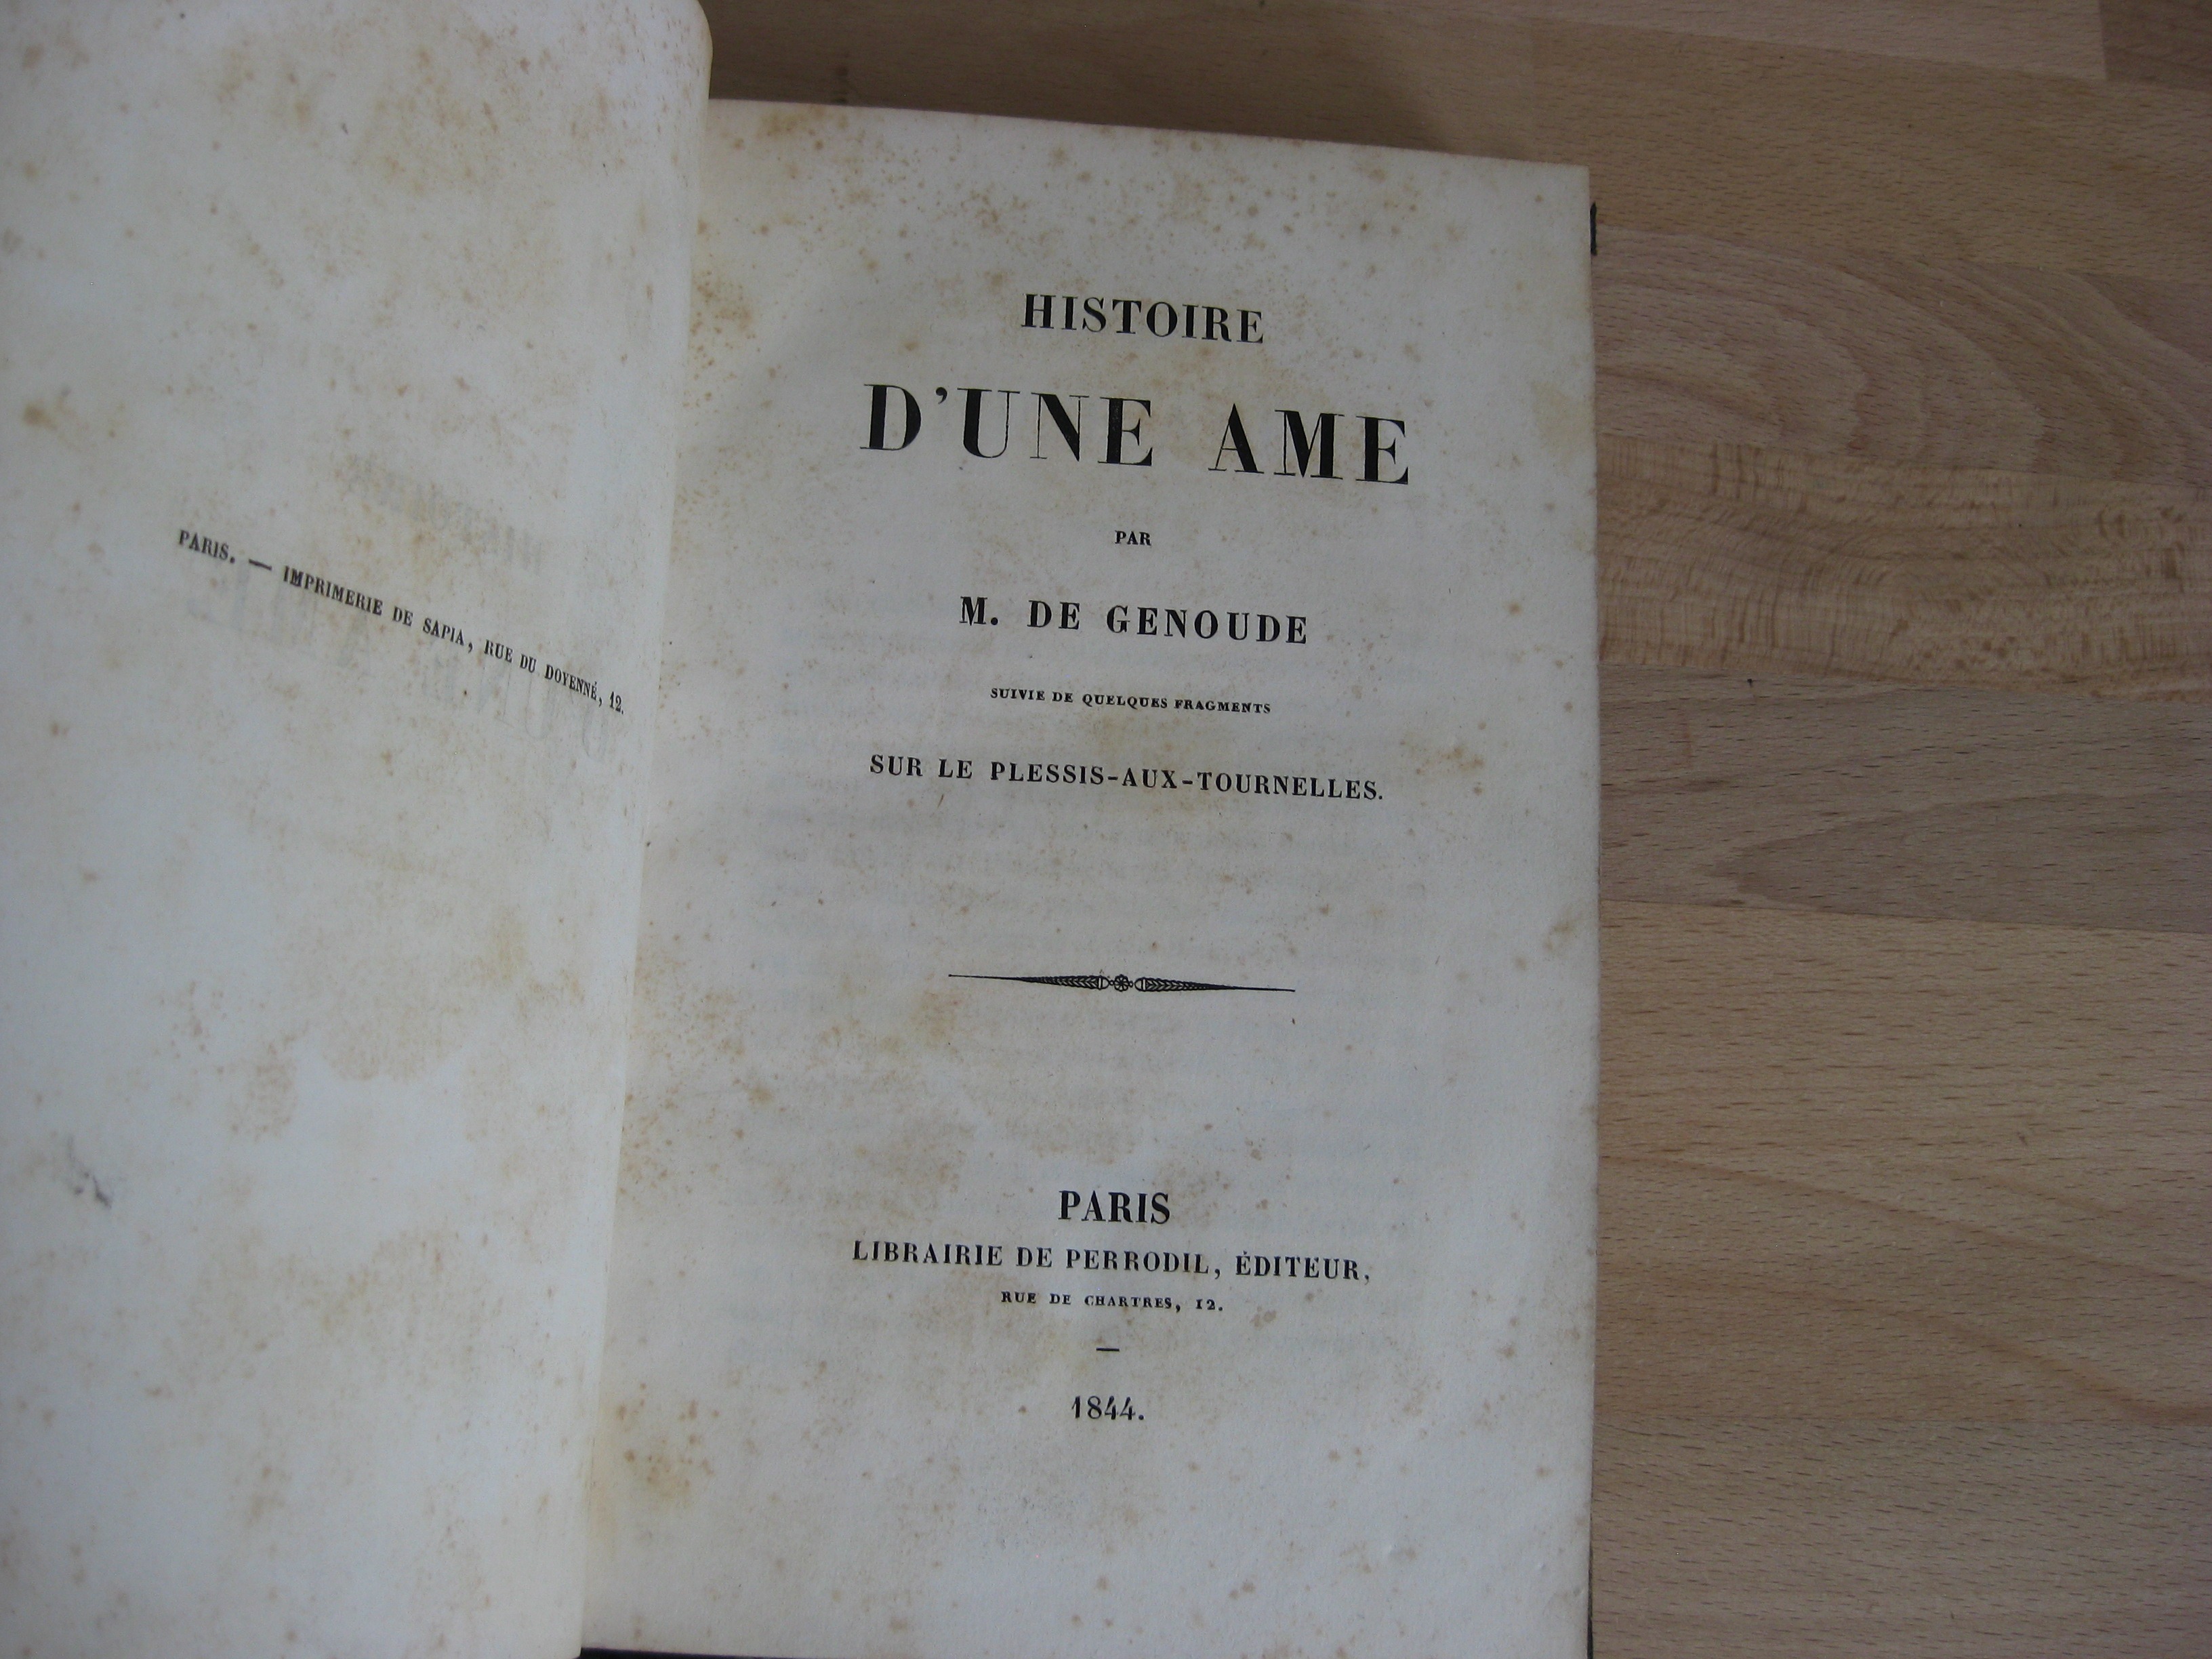 PARIS. — IMPRIMERIE DE SAPIA, RUE DU DOYENNÉ, 12.
HISTOIRE
D'UNE AME
PAR
M. DE GENOUDE
SUIVIE DE QUELQUES FRAGMENTS
SUR LE PLESSIS-AUX-TOURNELLES.
PARIS
LIBRAIRIE DE PERRODIL, ÉDITEUR,
RUE DE CHARTRES, 12.
—
1844.